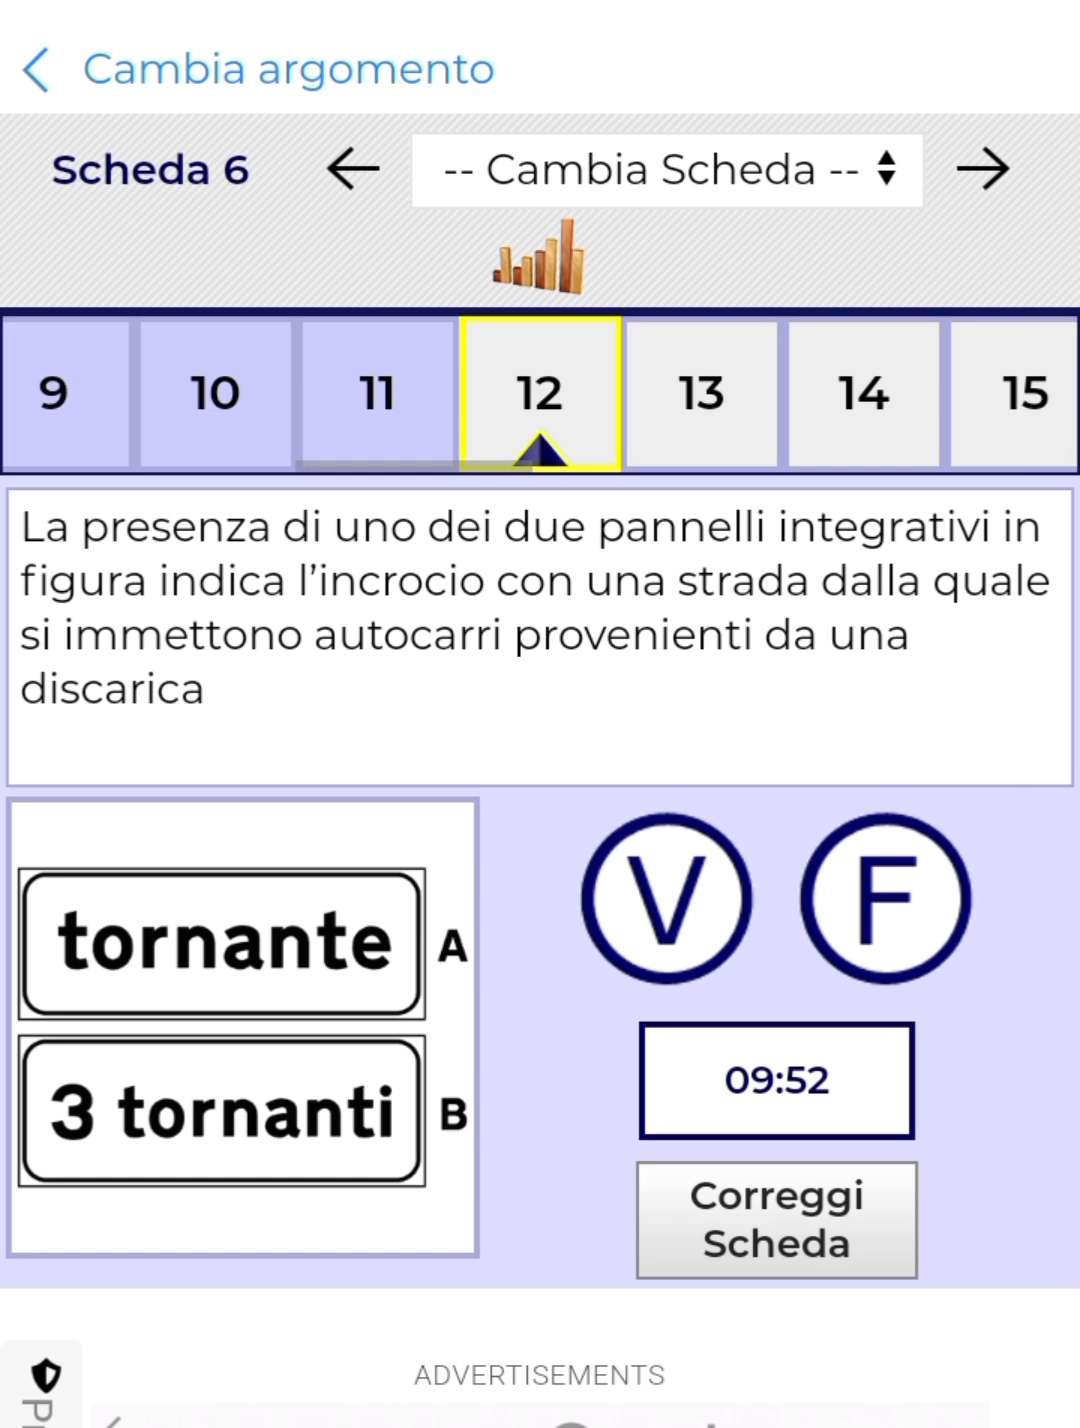 Cambia argomento
Scheda 6
-- Cambia Scheda --
9 10 11 12 13 14 15
La presenza di uno dei due pannelli integrativi in
figura indica l’incrocio con una strada dalla quale
si immettono autocarri provenienti da una
discarica
tornante A
3 tornanti B
V F
09:52
Correggi
Scheda
ADVERTISEMENTS